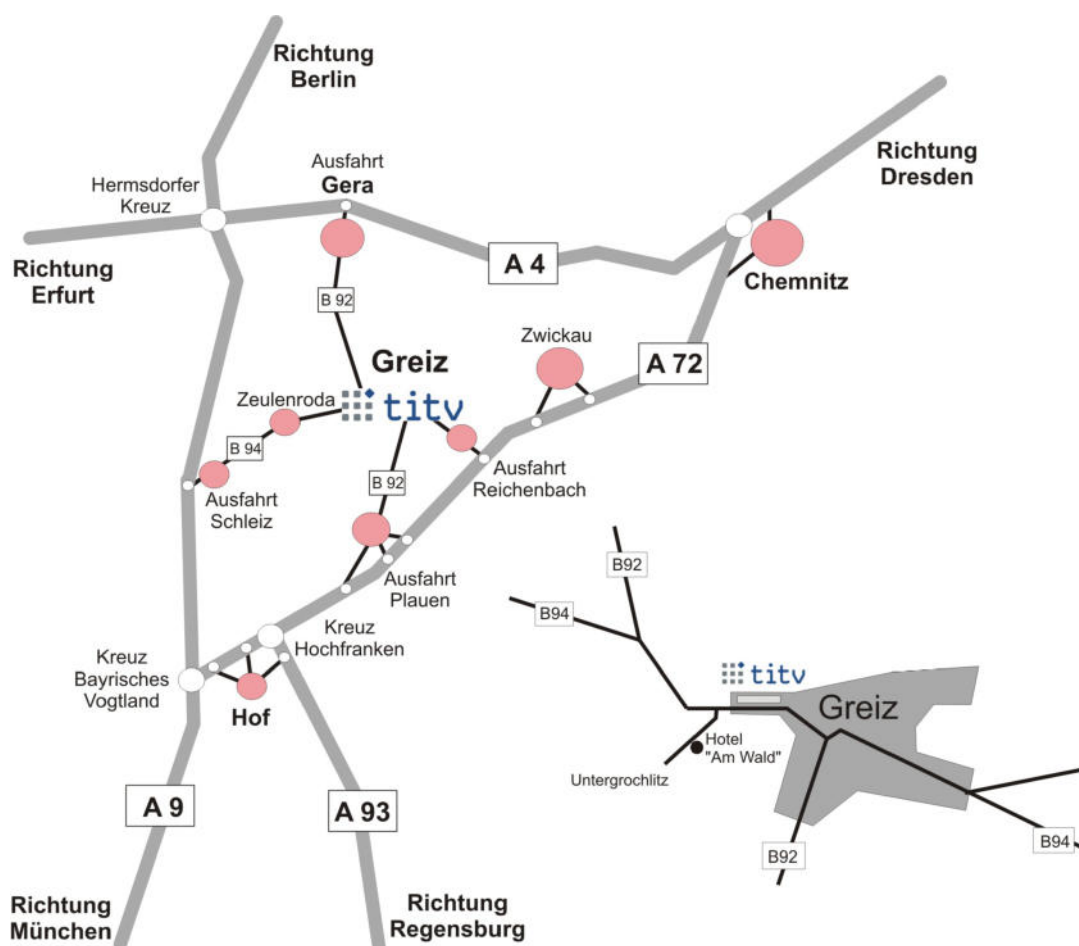 Richtung
Berlin
Ausfahrt
Gera
Richtung
Dresden
Hermsdorfer
Kreuz
Richtung
Erfurt
A 4
Chemnitz
B 92
Zwickau
Greiz
A 72
titv
Zeulenroda
B 94
Ausfahrt
Reichenbach
B 92
Ausfahrt
Schleiz
Ausfahrt
Plauen
Kreuz
Hochfranken
Kreuz
Bayrisches
Vogtland
Hof
A 9
A 93
Richtung
München
Richtung
Regensburg
B92
B94
titv
Greiz
Hotel
"Am Wald"
Untergrochlitz
B92
B94